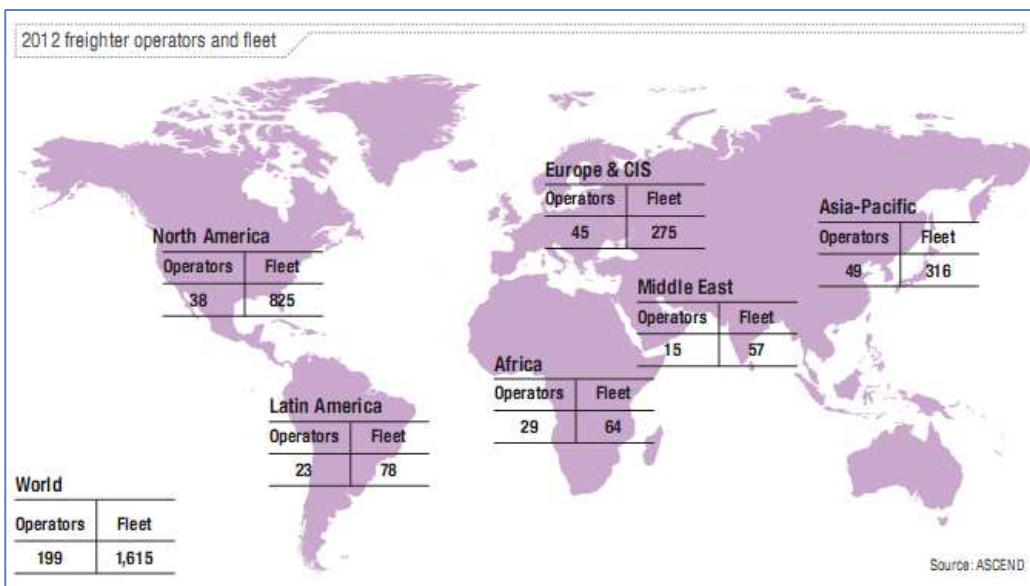 2012 freighter operators and fleet
Europe & CIS
Operators Fleet
45 275
Asia-Pacific
Operators Fleet
49 316
North America
Operators Fleet
38 825
Middle East
Operators Fleet
15 57
Africa
Operators Fleet
29 64
Latin America
Operators Fleet
23 78
World
Operators Fleet
199 1,615
Source: ASCEND